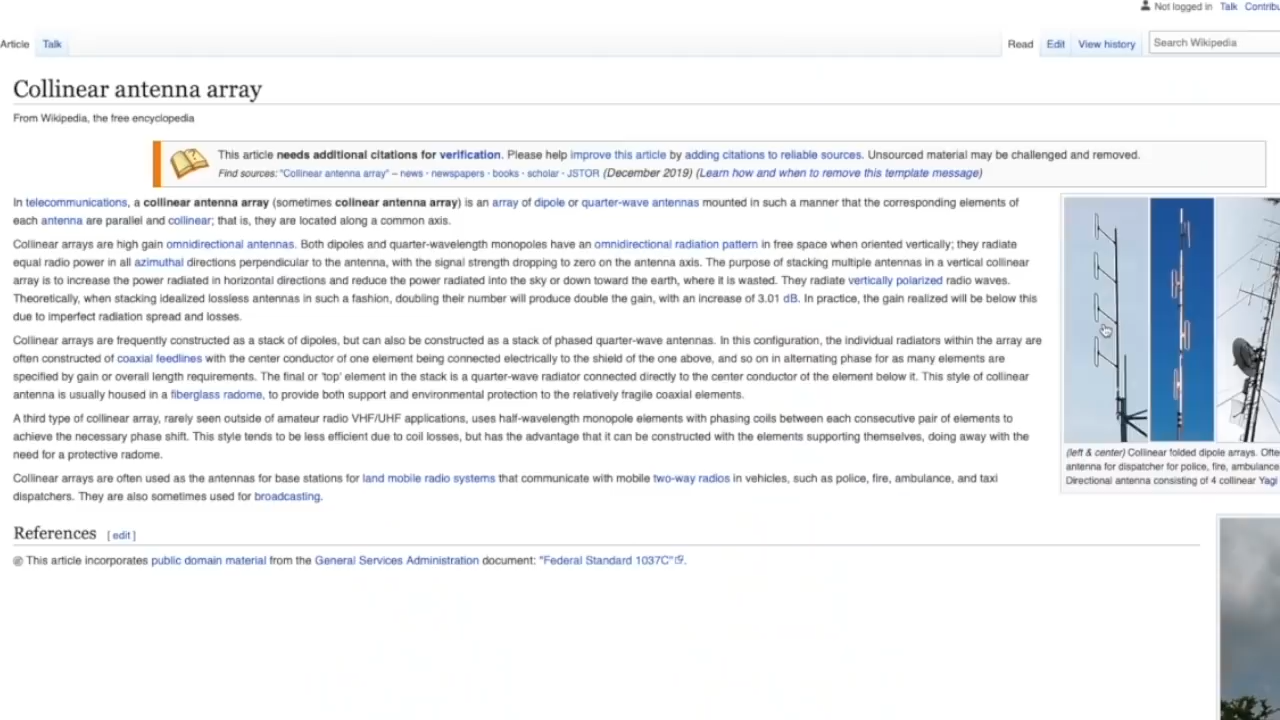 Not logged in Talk Contribu
Article Talk Read Edit View history Search Wikipedia
Collinear antenna array
From Wikipedia, the free encyclopedia
This article needs additional citations for verification. Please help improve this article by adding citations to reliable sources. Unsourced material may be challenged and removed.
Find sources: "Collinear antenna array" – news · newspapers · books · scholar · JSTOR (December 2019) (Learn how and when to remove this template message)
In telecommunications, a collinear antenna array (sometimes colinear antenna array) is an array of dipole or quarter-wave antennas mounted in such a manner that the corresponding elements of
each antenna are parallel and collinear; that is, they are located along a common axis.
Collinear arrays are high gain omnidirectional antennas. Both dipoles and quarter-wavelength monopoles have an omnidirectional radiation pattern in free space when oriented vertically; they radiate
equal radio power in all azimuthal directions perpendicular to the antenna, with the signal strength dropping to zero on the antenna axis. The purpose of stacking multiple antennas in a vertical collinear
array is to increase the power radiated in horizontal directions and reduce the power radiated into the sky or down toward the earth, where it is wasted. They radiate vertically polarized radio waves.
Theoretically, when stacking idealized lossless antennas in such a fashion, doubling their number will produce double the gain, with an increase of 3.01 dB. In practice, the gain realized will be below this
due to imperfect radiation spread and losses.
Collinear arrays are frequently constructed as a stack of dipoles, but can also be constructed as a stack of phased quarter-wave antennas. In this configuration, the individual radiators within the array are
often constructed of coaxial feedlines with the center conductor of one element being connected electrically to the shield of the one above, and so on in alternating phase for as many elements are
specified by gain or overall length requirements. The final or 'top' element in the stack is a quarter-wave radiator connected directly to the center conductor of the element below it. This style of collinear
antenna is usually housed in a fiberglass radome, to provide both support and environmental protection to the relatively fragile coaxial elements.
A third type of collinear array, rarely seen outside of amateur radio VHF/UHF applications, uses half-wavelength monopole elements with phasing coils between each consecutive pair of elements to
achieve the necessary phase shift. This style tends to be less efficient due to coil losses, but has the advantage that it can be constructed with the elements supporting themselves, doing away with the
need for a protective radome.
Collinear arrays are often used as the antennas for base stations for land mobile radio systems that communicate with mobile two-way radios in vehicles, such as police, fire, ambulance, and taxi
dispatchers. They are also sometimes used for broadcasting.
(left & center) Collinear folded dipole arrays. Ofte
antenna for dispatcher for police, fire, ambulance
Directional antenna consisting of 4 collinear Yagi
References [ edit ]
This article incorporates public domain material from the General Services Administration document: "Federal Standard 1037C".